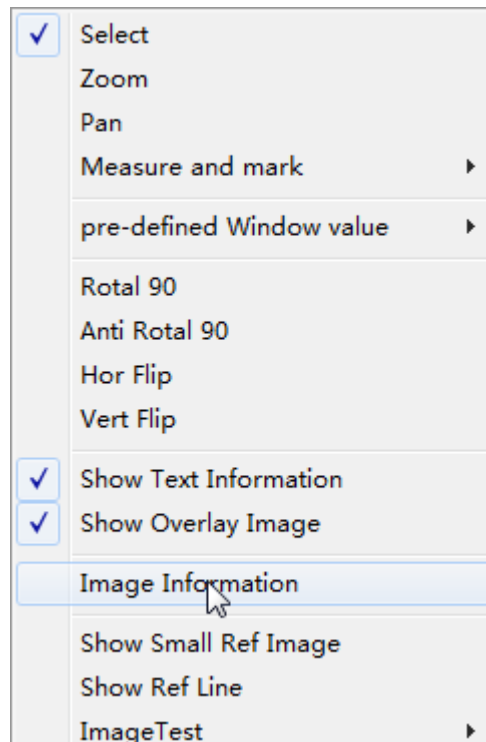 Select
Zoom
Pan
Measure and mark
pre-defined Window value
Rotal 90
Anti Rotal 90
Hor Flip
Vert Flip
Show Text Information
Show Overlay Image
Image Information
Show Small Ref Image
Show Ref Line
ImageTest